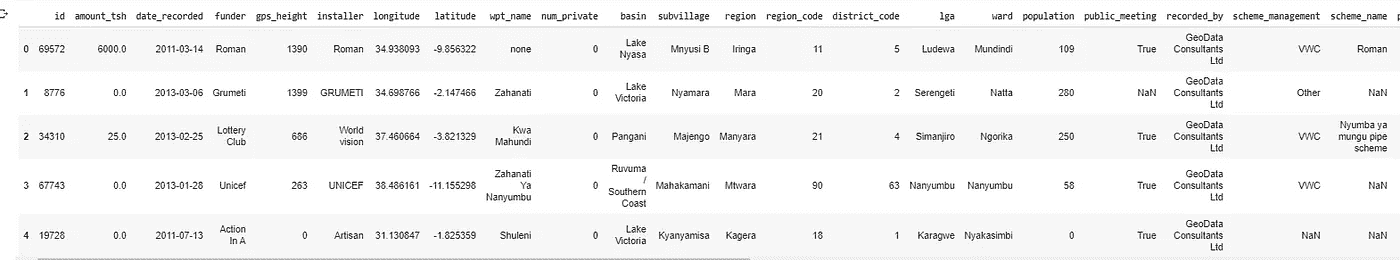 id amount_tsh date_recorded funder gps_height installer longitude latitude wpt_name num_private basin subvillage region region_code district_code lga ward population public_meeting recorded_by scheme_management scheme_name
0 69572 6000.0 2011-03-14 Roman 1390 Roman 34.938093 -9.856322 none 0 Lake Nyasa Mnyusi B Iringa 11 5 Ludewa Mundindi 109 True GeoData Consultants Ltd VWC Roman
1 8776 0.0 2013-03-06 Grumeti 1399 GRUMETI 34.698766 -2.147466 Zahanati 0 Lake Victoria Nyamara Mara 20 2 Serengeti Natta 280 NaN GeoData Consultants Ltd Other NaN
2 34310 25.0 2013-02-25 Lottery Club 686 World vision 37.460664 -3.821329 Kwa Mahundi 0 Pangani Majengo Manyara 21 4 Simanjiro Ngorika 250 True GeoData Consultants Ltd VWC Nyumba ya mungu pipe scheme
3 67743 0.0 2013-01-28 Unicef 263 UNICEF 38.486161 -11.155298 Zahanati Ya Nanyumbu 0 Ruvuma / Southern Coast Mahakamani Mtwara 90 63 Nanyumbu Nanyumbu 58 True GeoData Consultants Ltd VWC NaN
4 19728 0.0 2011-07-13 Action In A 0 Artisan 31.130847 -1.825359 Shuleni 0 Lake Victoria Kyanyamisa Kagera 18 1 Karagwe Nyakasimbi 0 True GeoData Consultants Ltd NaN NaN